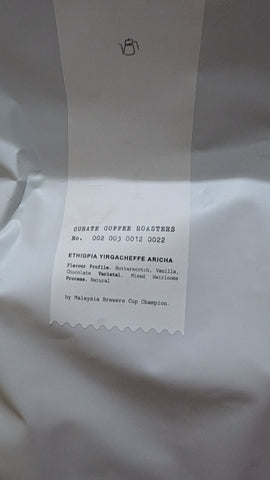 CURATE COFFEE ROASTERS
No. 002 003 0012 0022
ETHIOPIA YIRGACHEFFE ARICHA
Flavour Profile. Butterscotch, Vanilla,
Chocolate Varietal. Mixed Heirlooms
Process. Natural
by Malaysia Brewers Cup Champion.